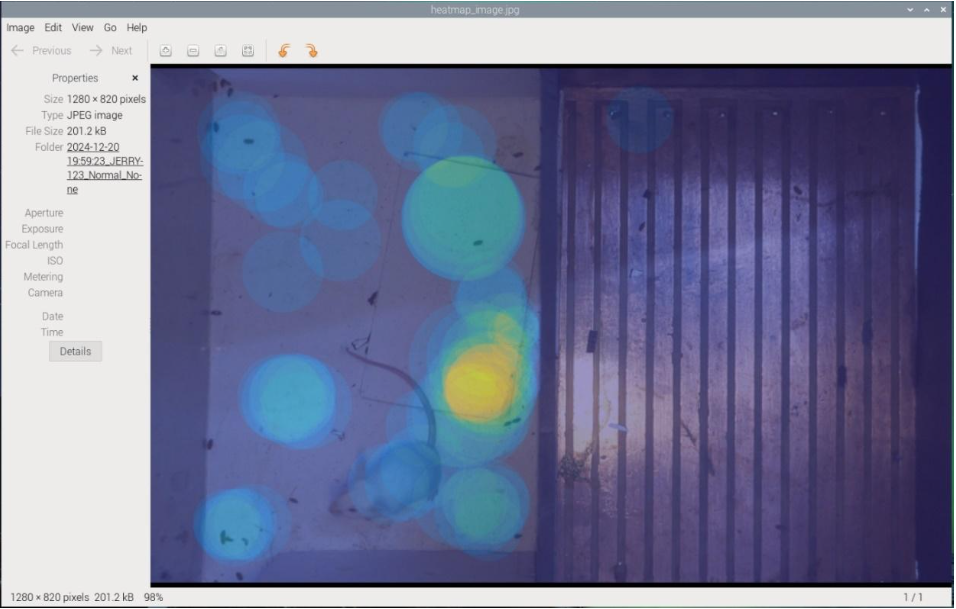 heatmap_image.jpg
Image Edit View Go Help
Previous Next
Properties
Size 1280 × 820 pixels
Type JPEG image
File Size 201.2 kB
Folder 2024-12-20
19:59:23_JERRY-
123_Normal_No-
ne
Aperture
Exposure
Focal Length
ISO
Metering
Camera
Date
Time
Details
1280 × 820 pixels 201.2 kB 98%
1 / 1